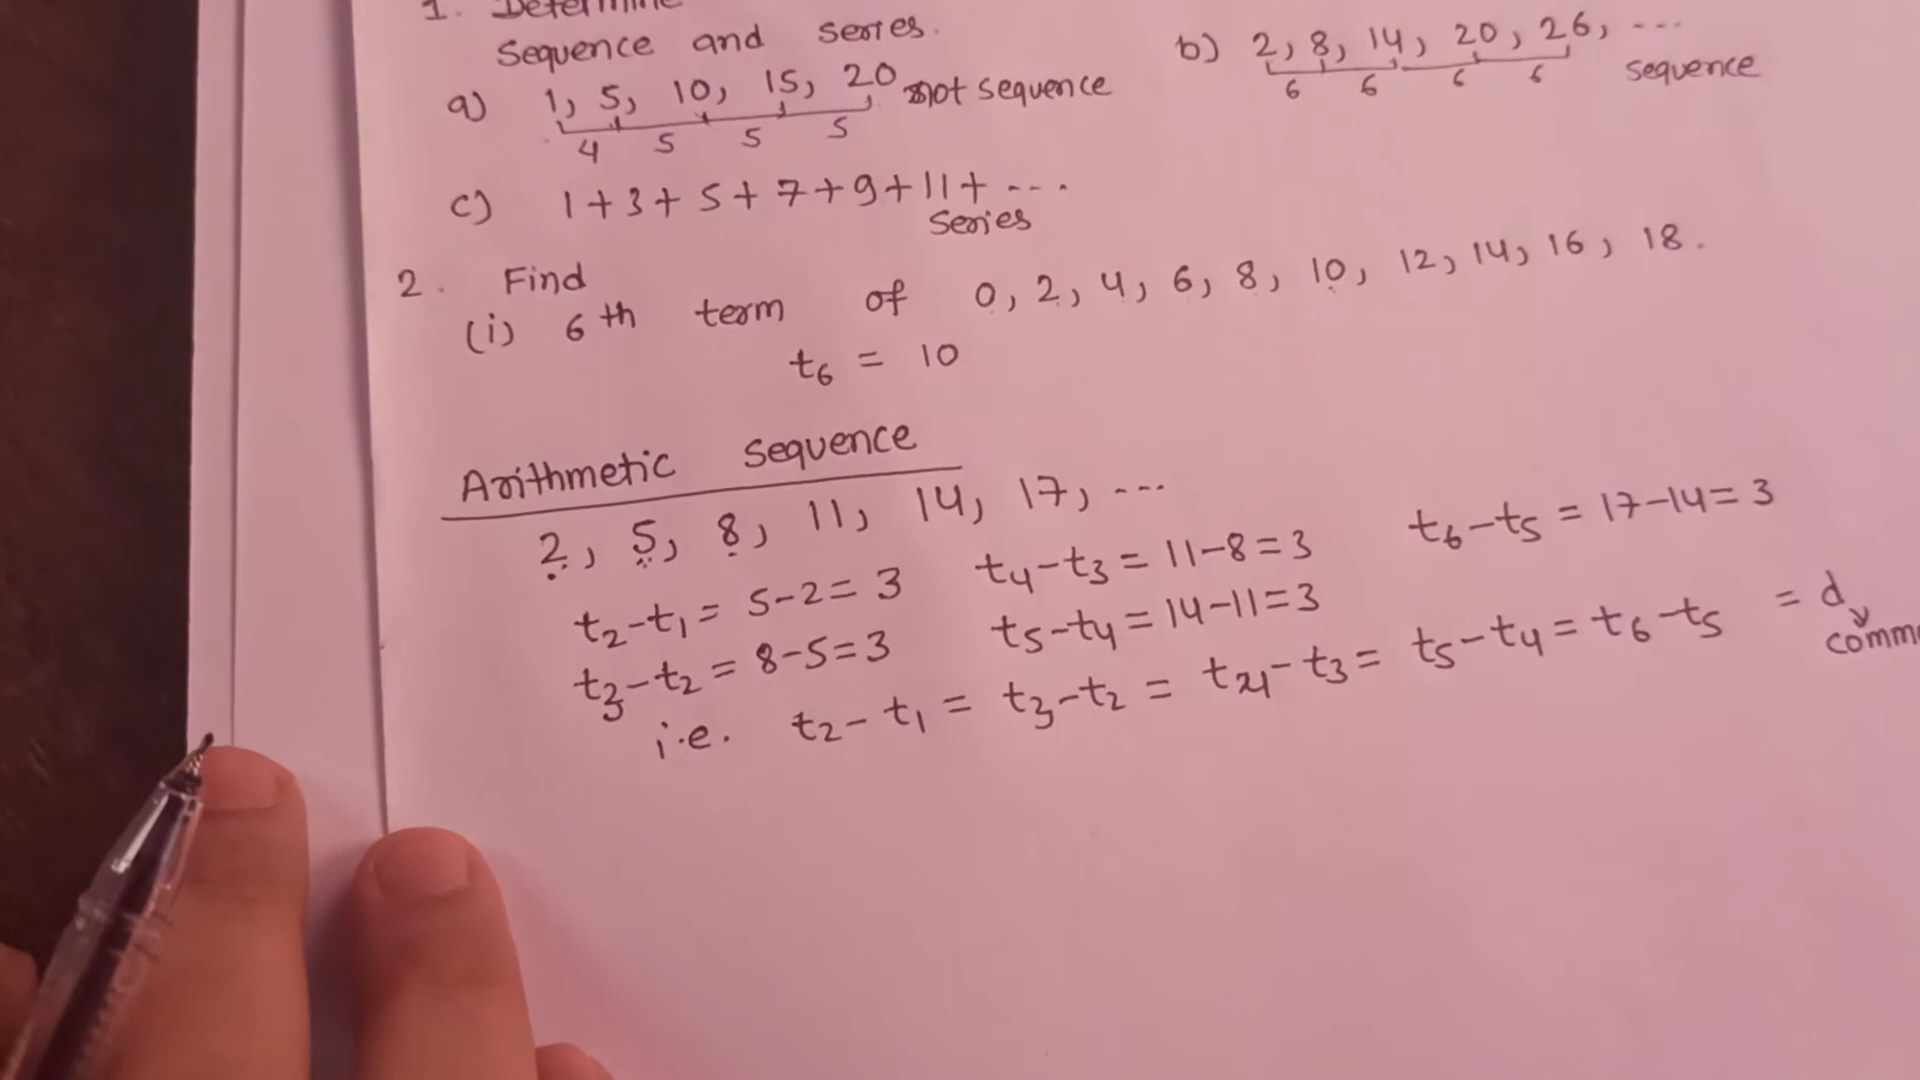 1. Determine
Sequence and series.
a) 1, 5, 10, 15, 20 not sequence
4 5 5 5
b) 2, 8, 14, 20, 26, ...
6 6 6 6 sequence
c) 1+3+5+7+9+11+ ...
Series
2. Find
(i) 6th term of 0, 2, 4, 6, 8, 10, 12, 14, 16, 18.
t₆ = 10
Arithmetic sequence
2, 5, 8, 11, 14, 17, ...
t₂-t₁ = 5-2= 3 t₄-t₃ = 11-8=3 t₆-t₅ = 17-14=3
t₃-t₂ = 8-5=3 t₅-t₄ = 14-11=3
i.e. t₂-t₁ = t₃-t₂ = t₄-t₃ = t₅-t₄ = t₆-t₅ = d